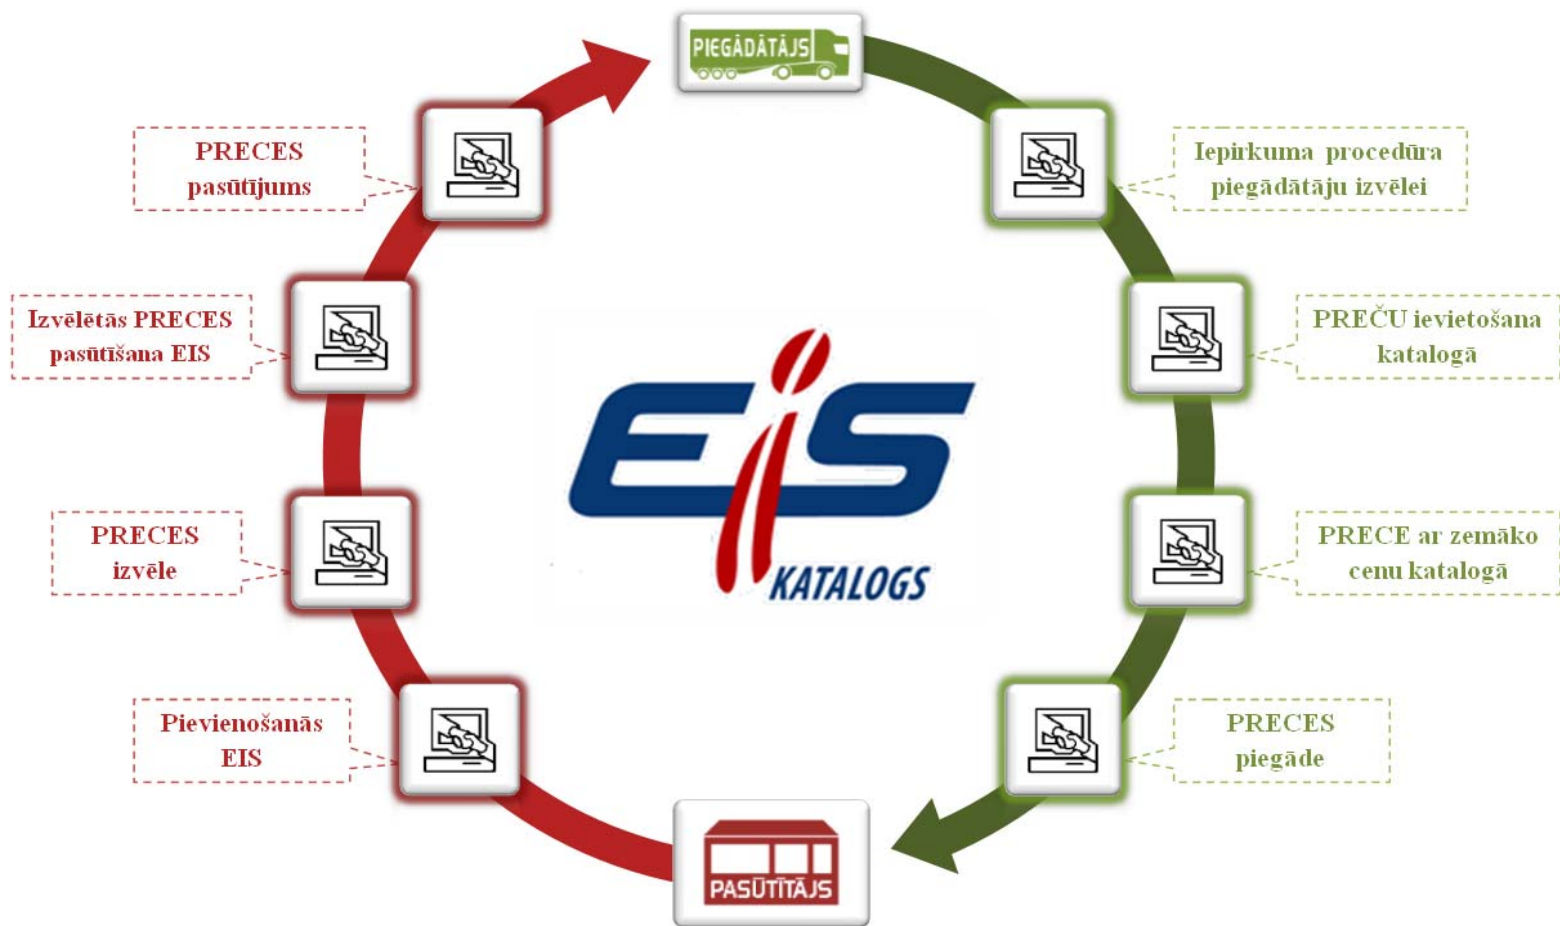 PIEGĀDĀTĀJS
PRECES
pasūtījums
Iepirkuma procedūra
piegādātāju izvēlei
Izvēlētās PRECES
pasūtīšana EIS
PREČU ievietošana
katalogā
EiS
KATALOGS
PRECES
izvēle
PRECE ar zemāko
cenu katalogā
Pievienošanās
EIS
PRECES
piegāde
PASŪTĪTĀJS